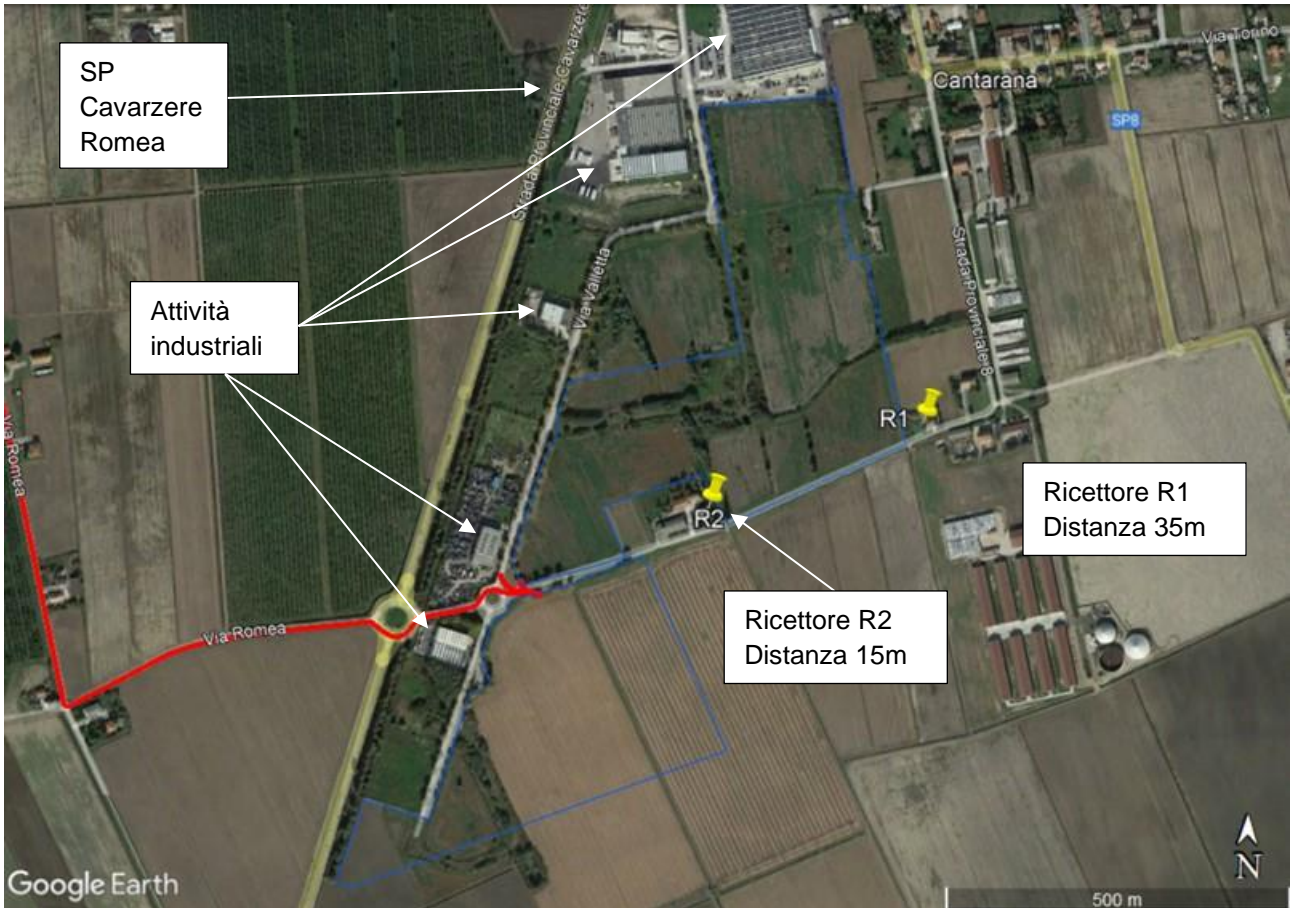 SP
Cavarzere
Romea
Strada Provinciale Cavarzere
Via Torino
Cantarana
SP8
Via Valletta
Strada Provinciale 8
Attività
industriali
R1
Via Romea
R2
Ricettore R1
Distanza 35m
Ricettore R2
Distanza 15m
Via Romea
N
Google Earth
500 m